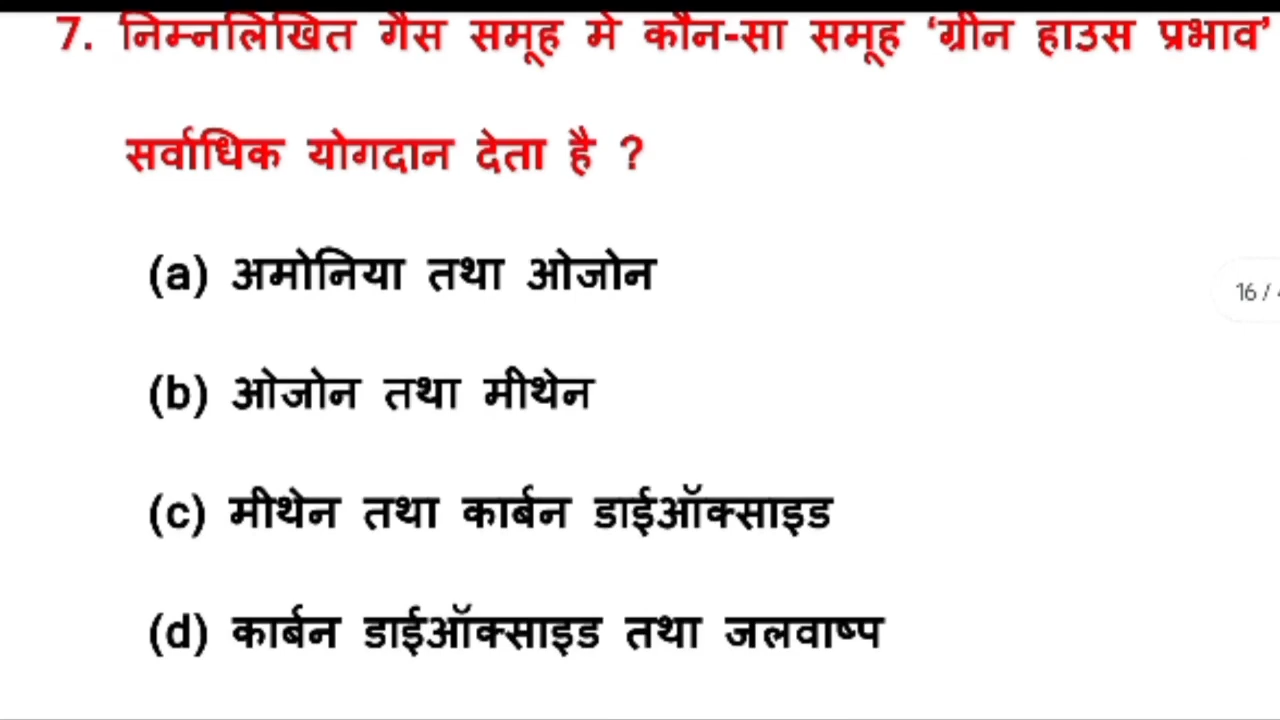 7. निम्नलिखित गैस समूह मे कौन-सा समूह ‘ग्रीन हाउस प्रभाव’
सर्वाधिक योगदान देता है ?
(a) अमोनिया तथा ओजोन
16 /
(b) ओजोन तथा मीथेन
(c) मीथेन तथा कार्बन डाईऑक्साइड
(d) कार्बन डाईऑक्साइड तथा जलवाष्प